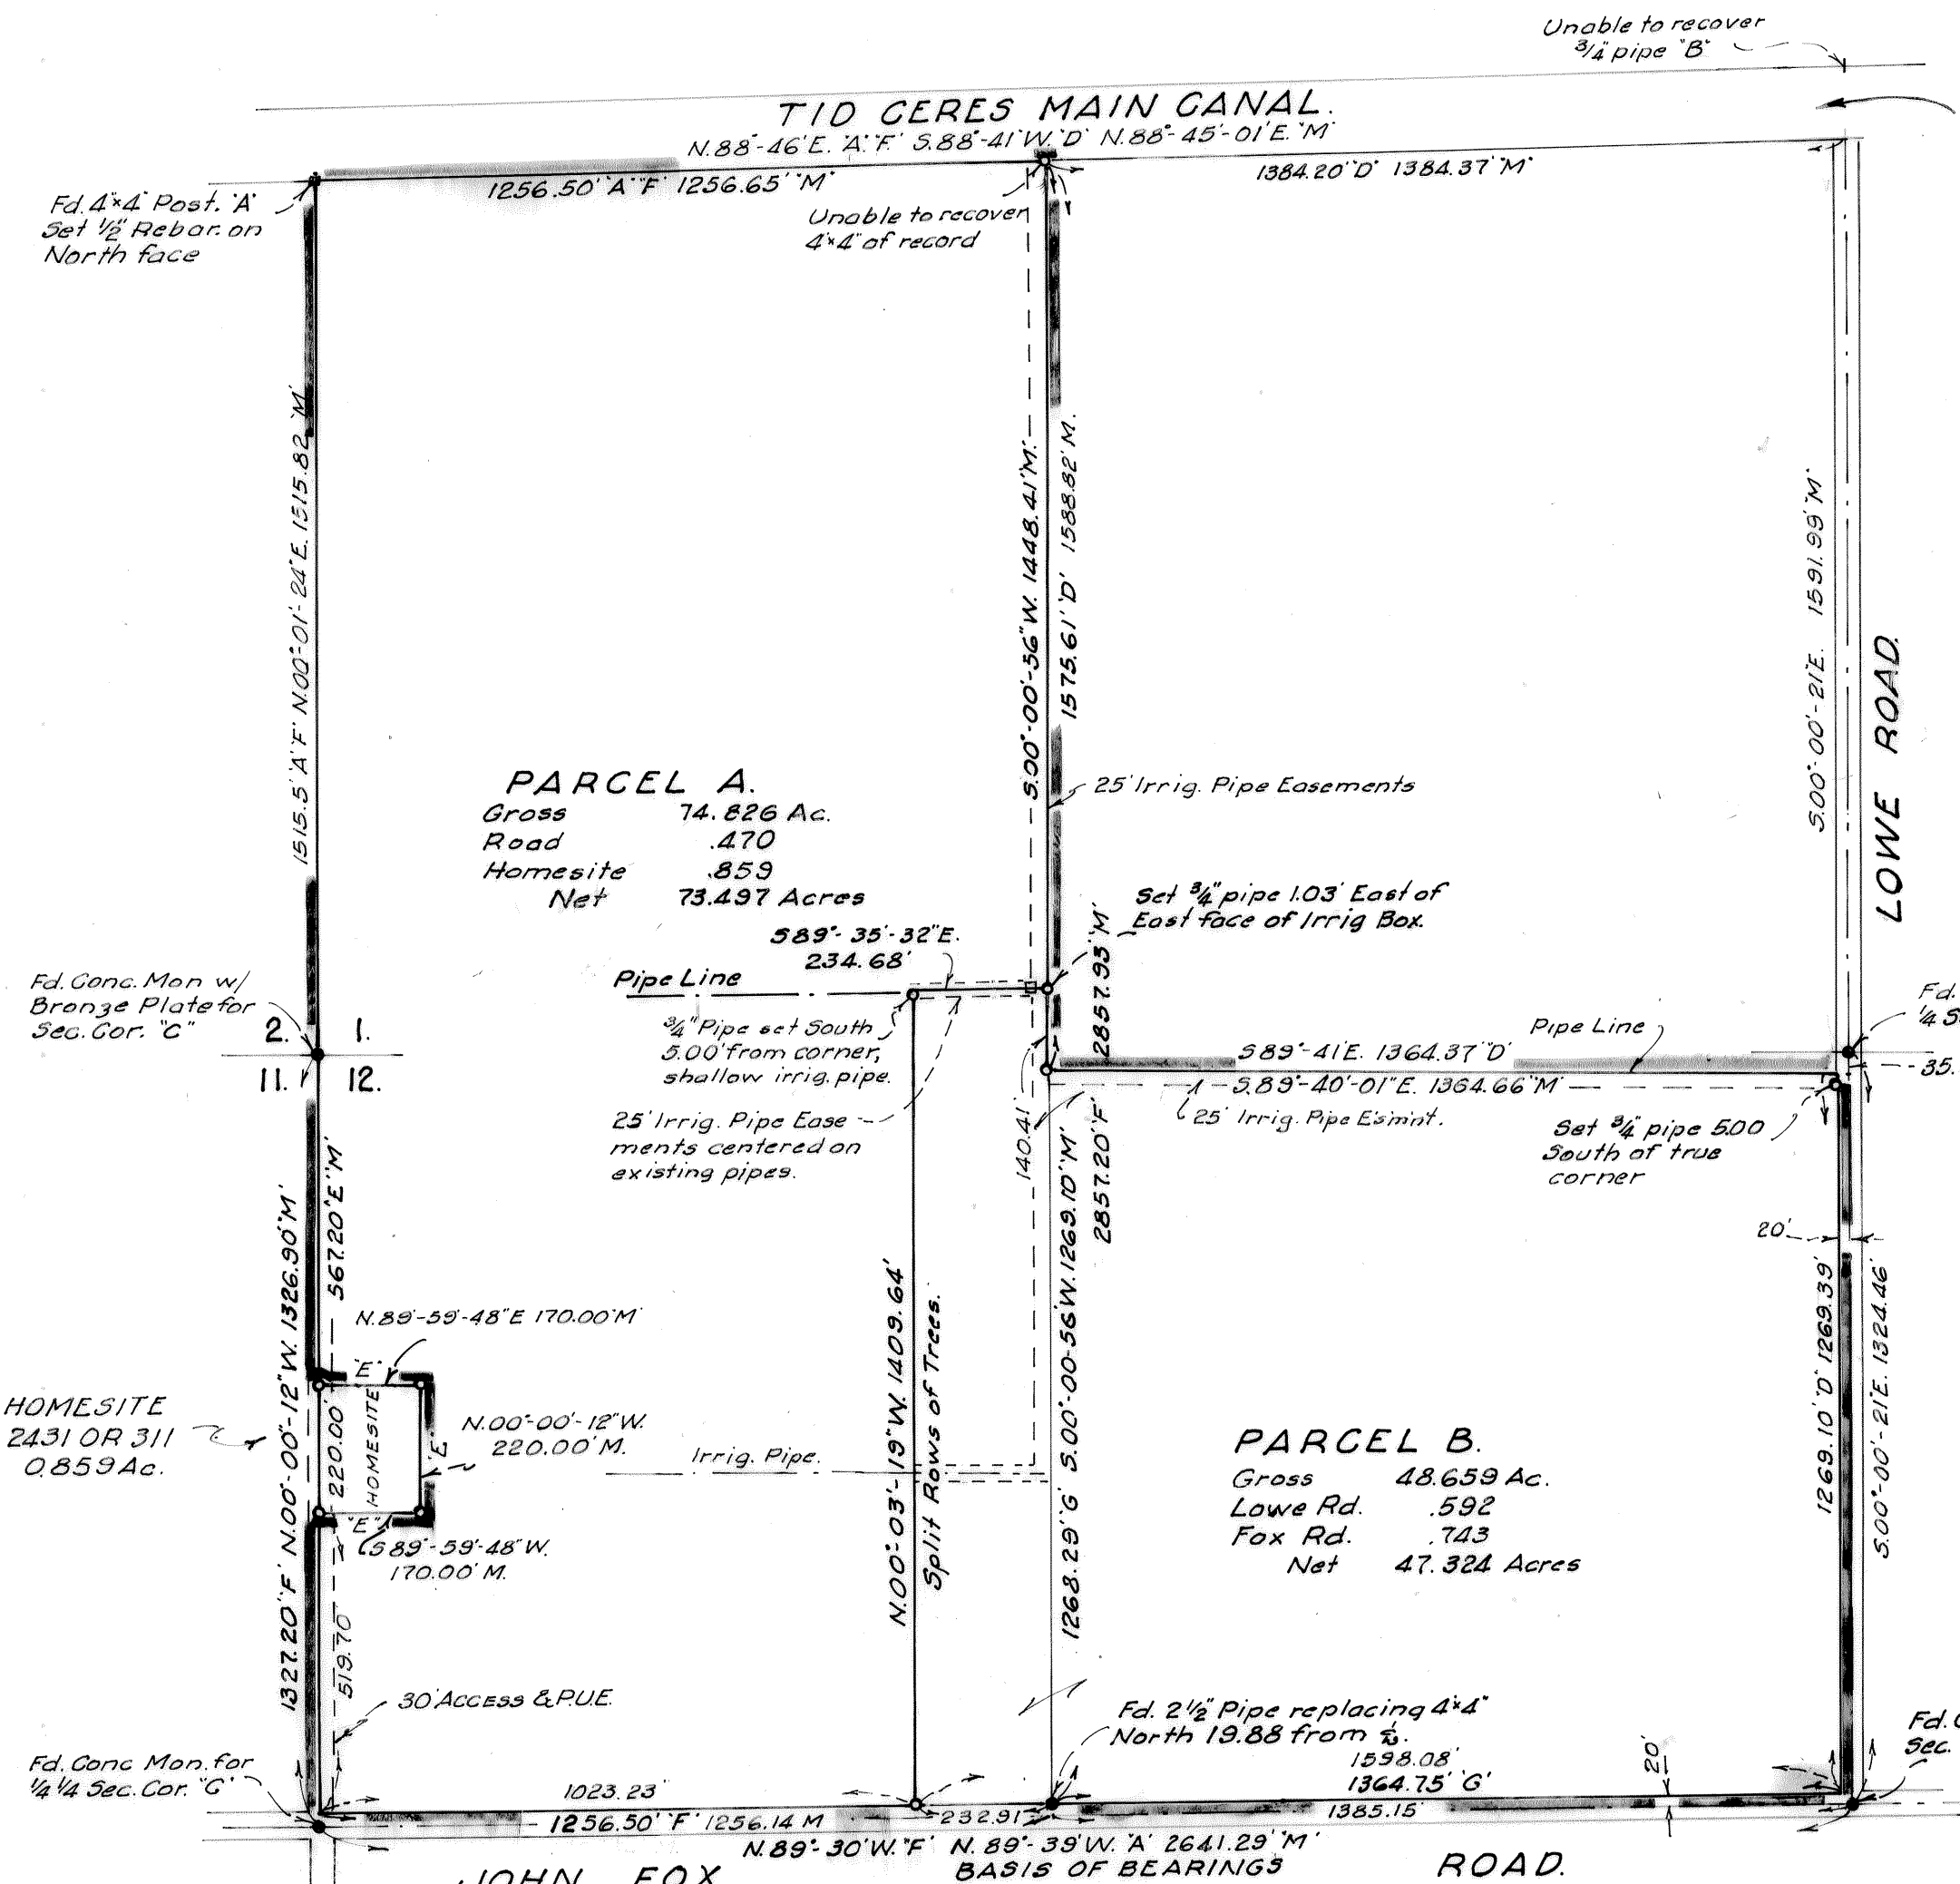 Unable to recover
3/4" pipe "B"
TID CERES MAIN CANAL.
N.88°-46'E. "A" "F" S.88°-41'W. "D" N.88°-45'-01"E. "M"
1256.50' "A" "F" 1256.65' "M"
1384.20' "D" 1384.37' "M"
Fd. 4"x4" Post. "A"
Set 1/2" Rebar. on
North face
Unable to recover
4"x4" of record
1515.5 'A' 'F' N.00°-01'-24"E. 1515.82 'M'
S.00°-00'-56"W. 1448.41'M.
1575.61' 'D' 1588.82' M.
S.00°-00'-21"E. 1591.99' "M"
LOWE ROAD.
PARCEL A.
Gross 74.826 Ac.
Road .470
Homesite .859
Net 73.497 Acres
25' Irrig. Pipe Easements
Set 3/4" pipe 1.03' East of
East face of Irrig Box.
S89°-35'-32"E.
234.68'
Pipe Line
2857.93' "M"
Fd. Conc. Mon w/
Bronze Plate for
Sec. Cor. "C"
2. 1.
11. 12.
3/4" Pipe set South
5.00' from corner,
shallow irrig. pipe.
Pipe Line
S89°-41'E. 1364.37' "D"
S.89°-40'-01"E. 1364.66' "M"
Fd.
1/4 S
35.
25' Irrig. Pipe Ease
ments centered on
existing pipes.
25' Irrig. Pipe Es'mnt.
Set 3/4" pipe 5.00
South of true
corner
140.41'
2857.20' 'F'
20'
567.20 "E" "M"
1327.20' 'F' N.00°-00'-12"W. 1326.90' "M"
N.89°-59'-48"E 170.00'M
"E"
HOMESITE
2431 OR 311
0.859 Ac.
220.00'
HOMESITE
"E"
N.00°-00'-12"W.
220.00' M.
"E"
S89°-59'-48"W.
170.00' M.
Irrig. Pipe.
N.00°-03'-19"W. 1409.64'
Split Rows of Trees.
1268.29' 'G' S.00°-00'-56"W. 1269.10' "M"
PARCEL B.
Gross 48.659 Ac.
Lowe Rd. .592
Fox Rd. .743
Net 47.324 Acres
1269.10' 'D' 1269.39'
S.00°-00'-21"E. 1324.46'
519.70
30' Access & P.U.E.
Fd. 2 1/2" Pipe replacing 4"x4"
North 19.88 from ℄.
1598.08'
1364.75' 'G'
20'
Fd. C
Sec.
Fd. Conc Mon. for
1/4 1/4 Sec. Cor. "G"
1023.23'
1256.50' 'F' 1256.14 M
232.91
1385.15'
N.89°-30'W. "F" N. 89°-39'W. "A" 2641.29' "M"
BASIS OF BEARINGS
JOHN FOX ROAD.